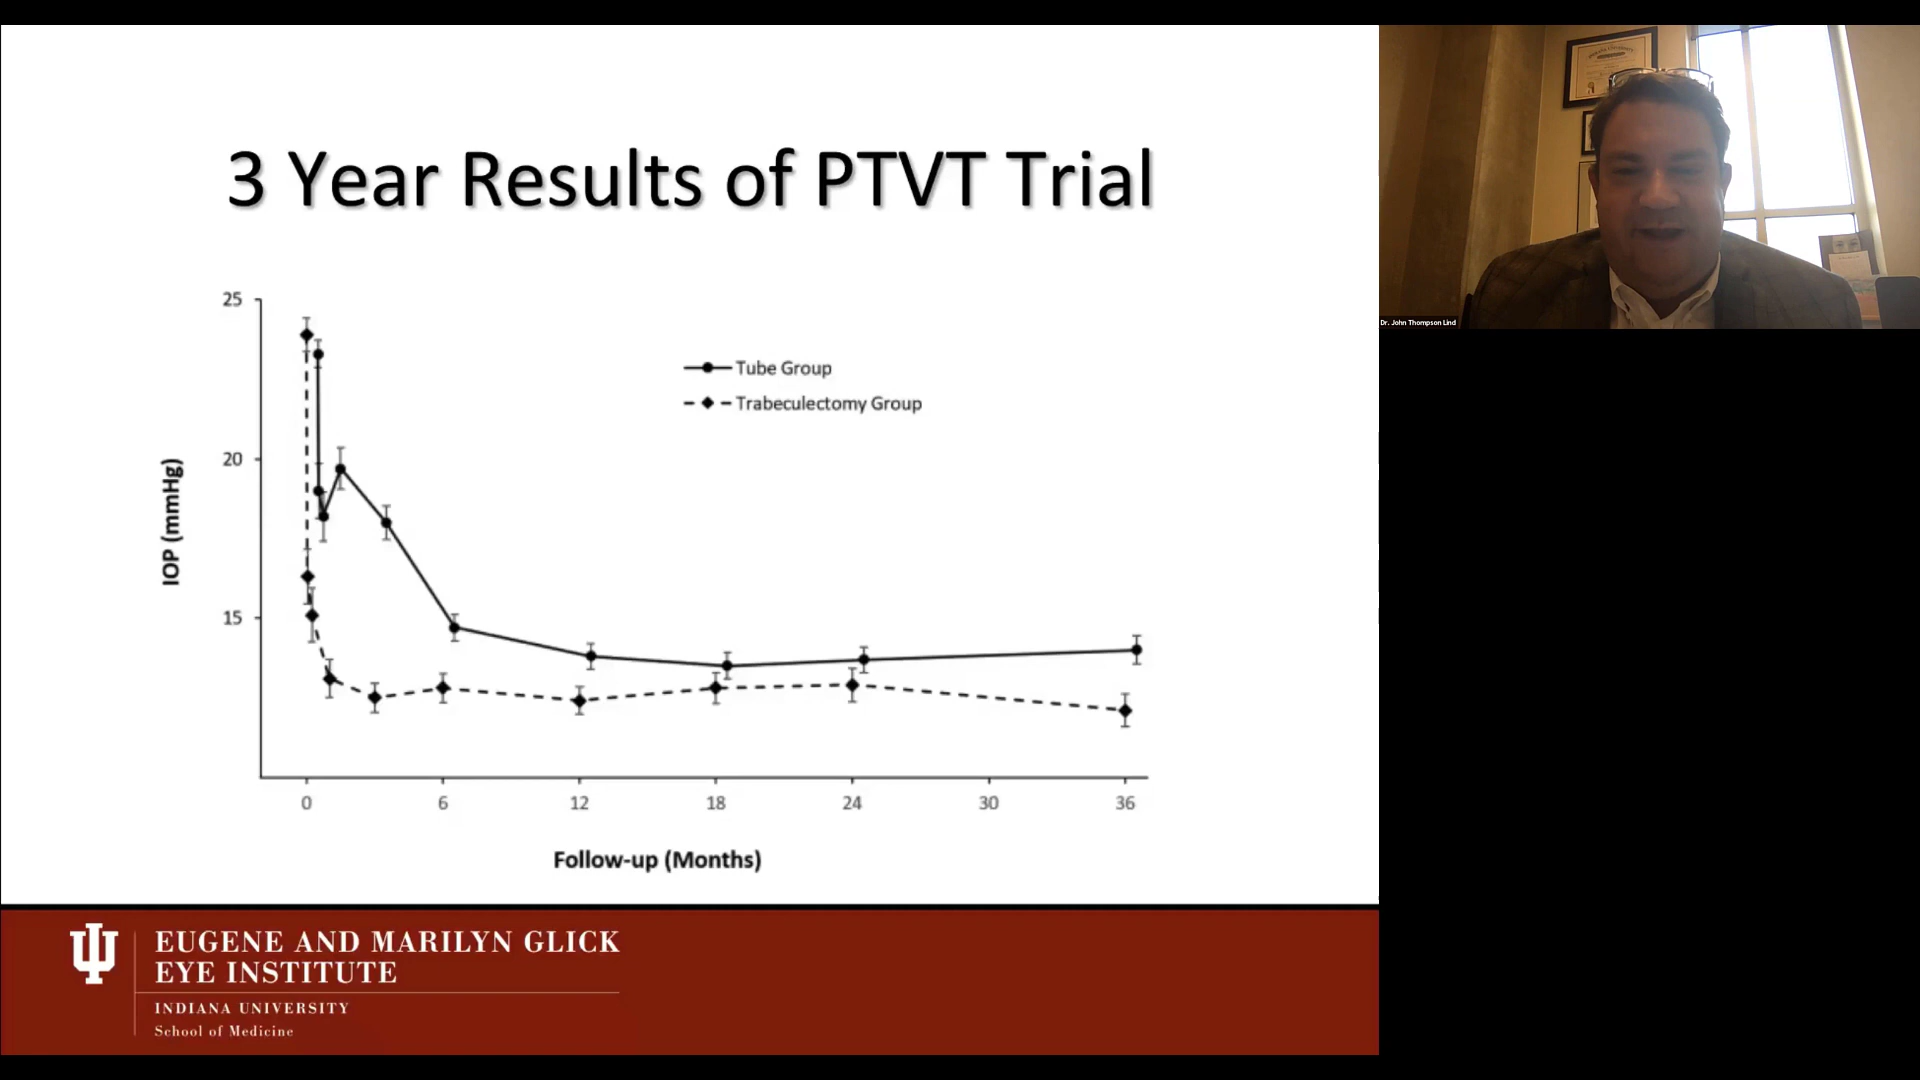 3 Year Results of PTVT Trial
25
20
15
IOP (mmHg)
Tube Group
Trabeculectomy Group
0 6 12 18 24 30 36
Follow-up (Months)
EUGENE AND MARILYN GLICK
EYE INSTITUTE
INDIANA UNIVERSITY
School of Medicine
Dr. John Thompson Lind